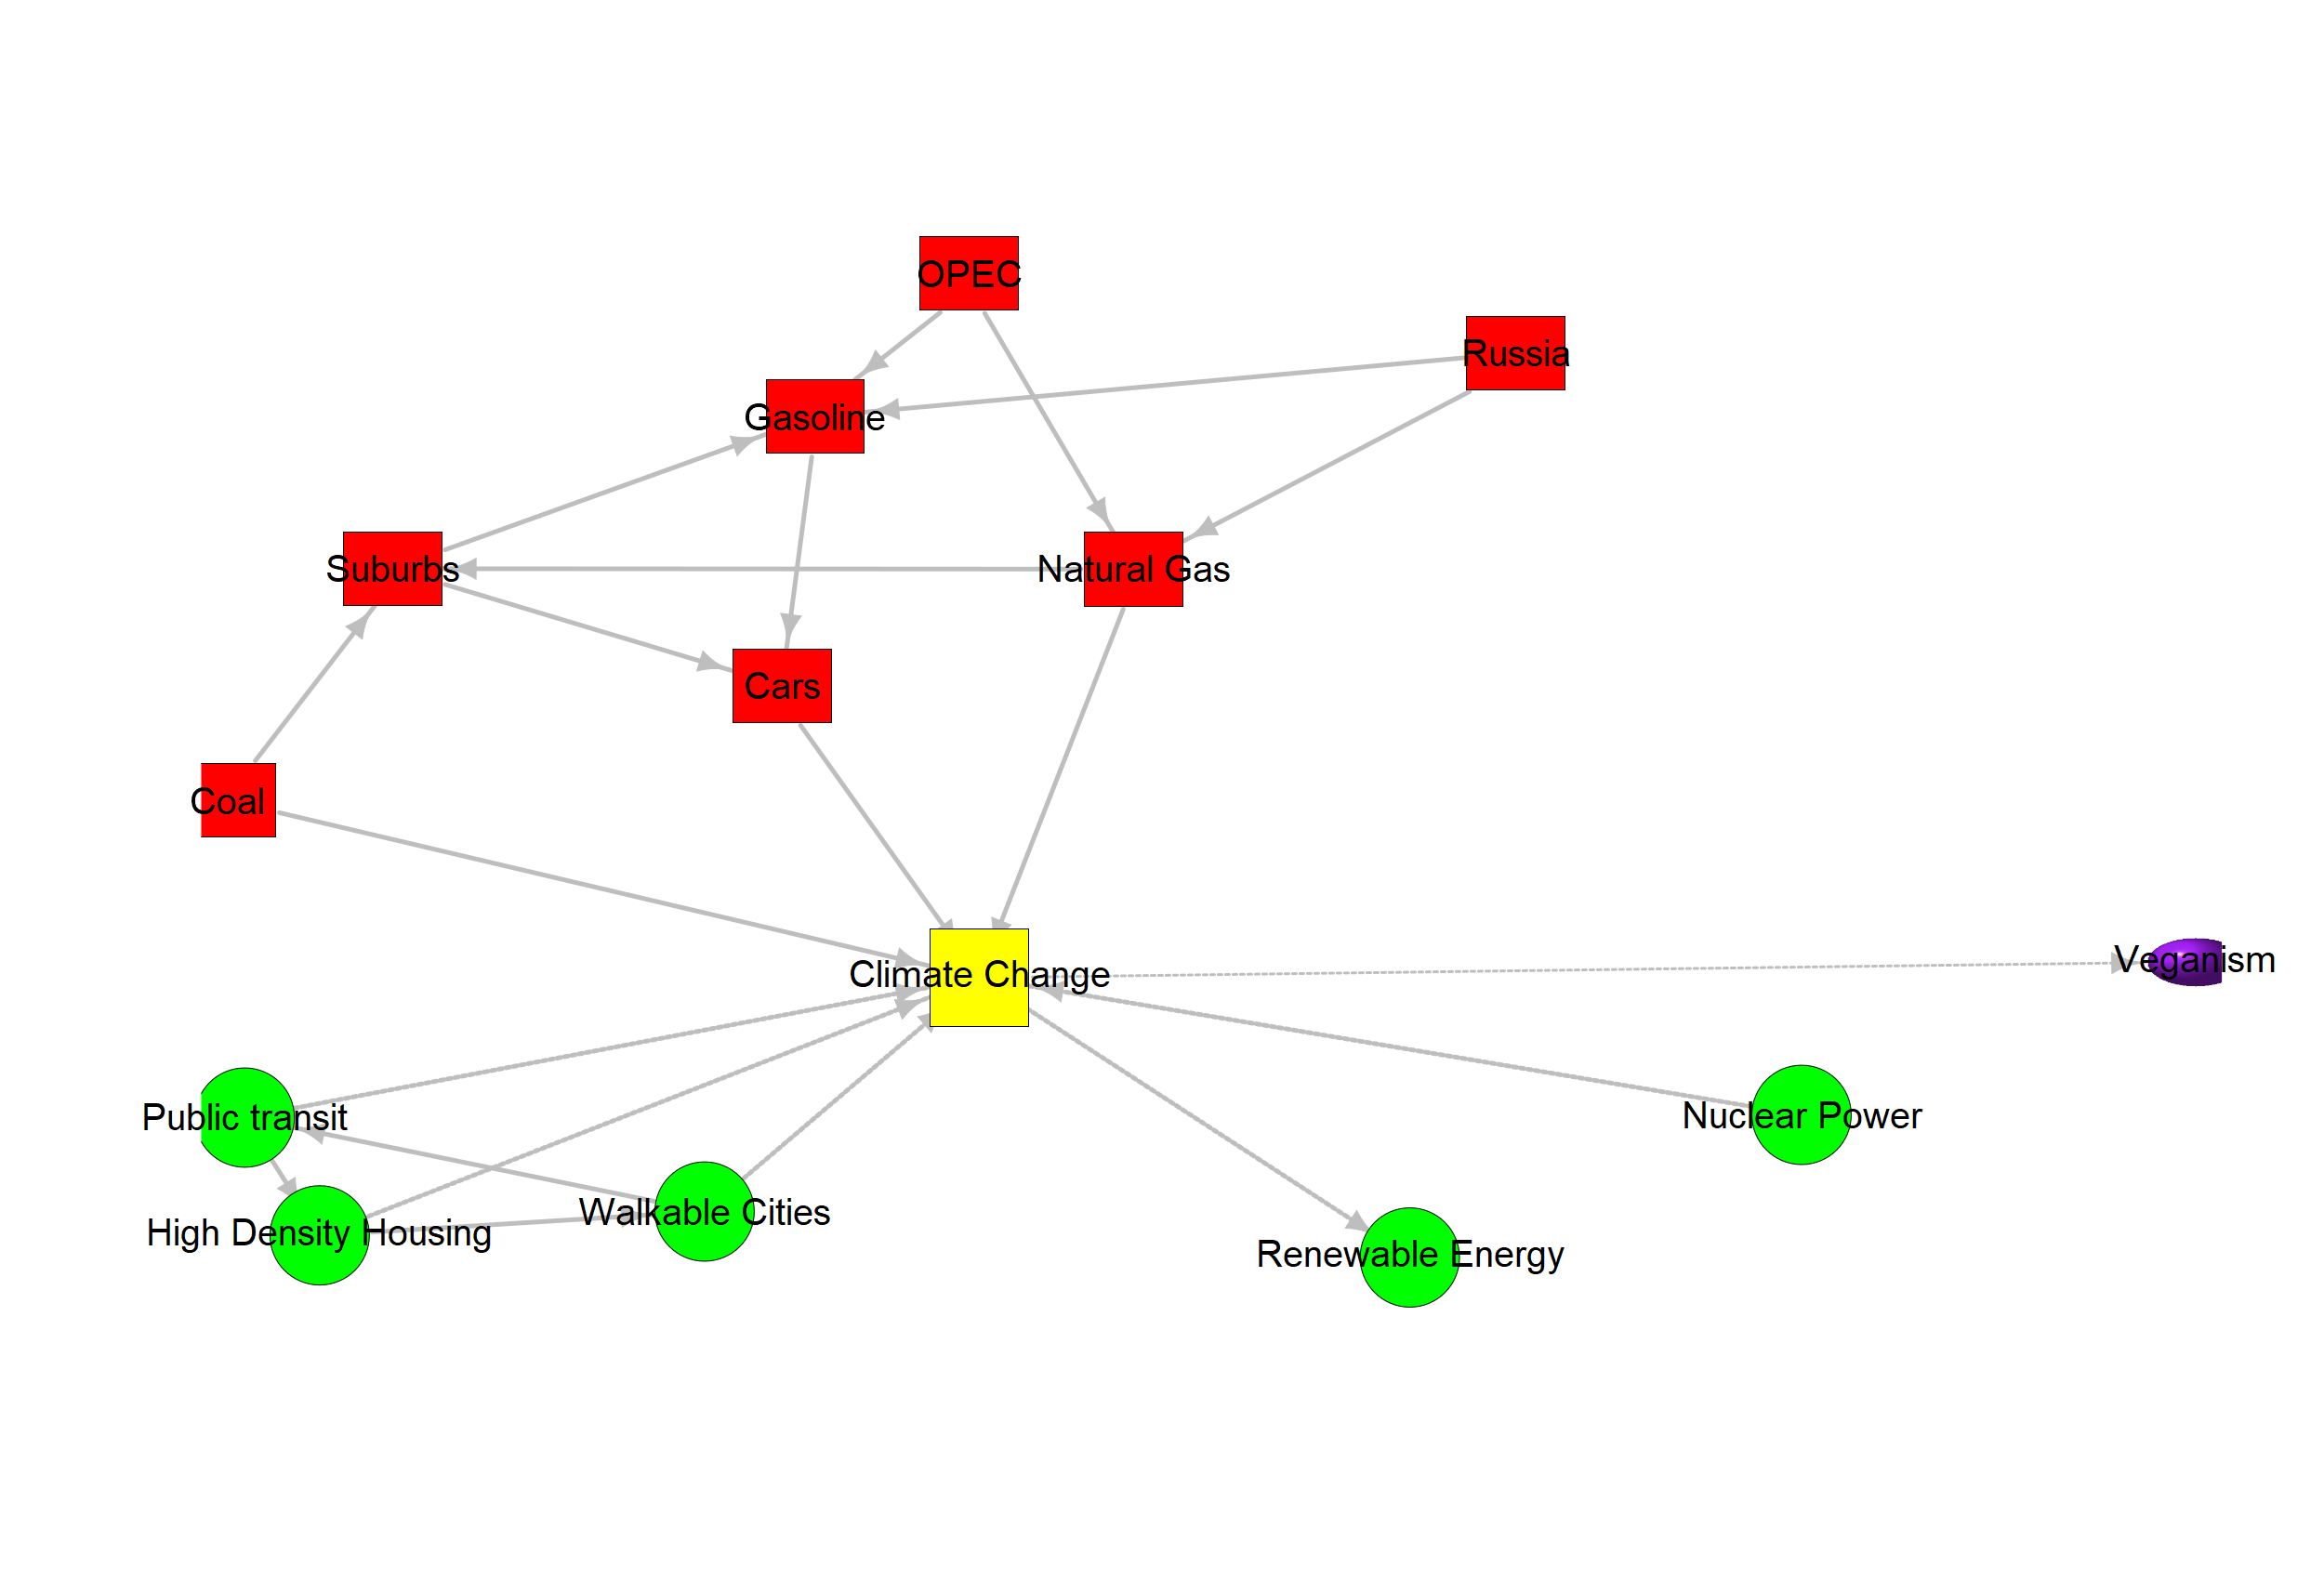 OPEC
Russia
Gasoline
Suburbs
Natural Gas
Cars
Coal
Climate Change
Veganism
Public transit
Nuclear Power
Walkable Cities
High Density Housing
Renewable Energy